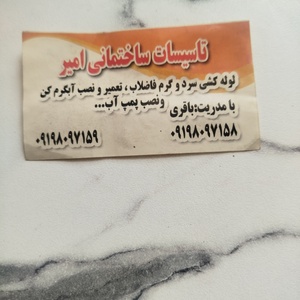 تاسیسات ساختمانی امیر
لوله کشی سرد و گرم فاضلاب ، تعمیر و نصب آبگرم کن
و نصب پمپ آب...
با مدریت:باقری
۰۹۱۹۸۰۹۷۱۵۸
۰۹۱۹۸۰۹۷۱۵۹